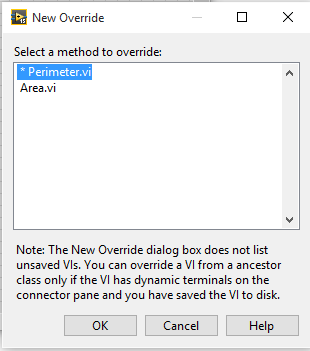 New Override
Select a method to override:
* Perimeter.vi
Area.vi
Note: The New Override dialog box does not list
unsaved VIs. You can override a VI from a ancestor
class only if the VI has dynamic terminals on the
connector pane and you have saved the VI to disk.
OK Cancel Help